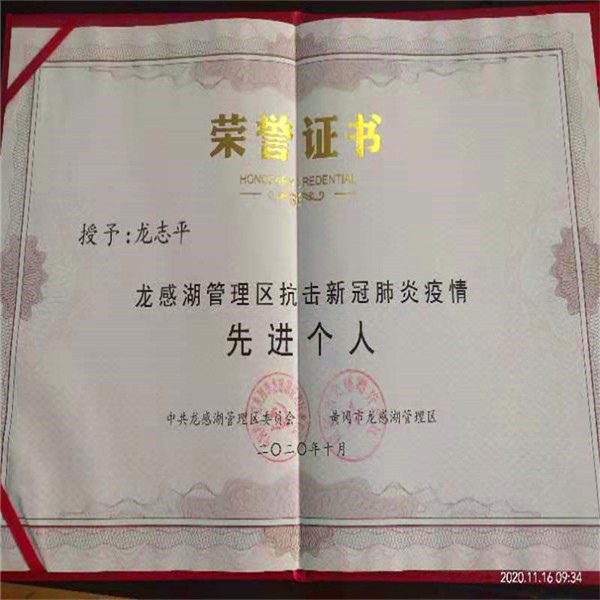 荣誉证书
授予:龙志平
龙感湖管理区抗击新冠肺炎疫情
先进个人
中共龙感湖管理区委员会 黄冈市龙感湖管理区
二〇二〇年十月
2020.11.16 09:34